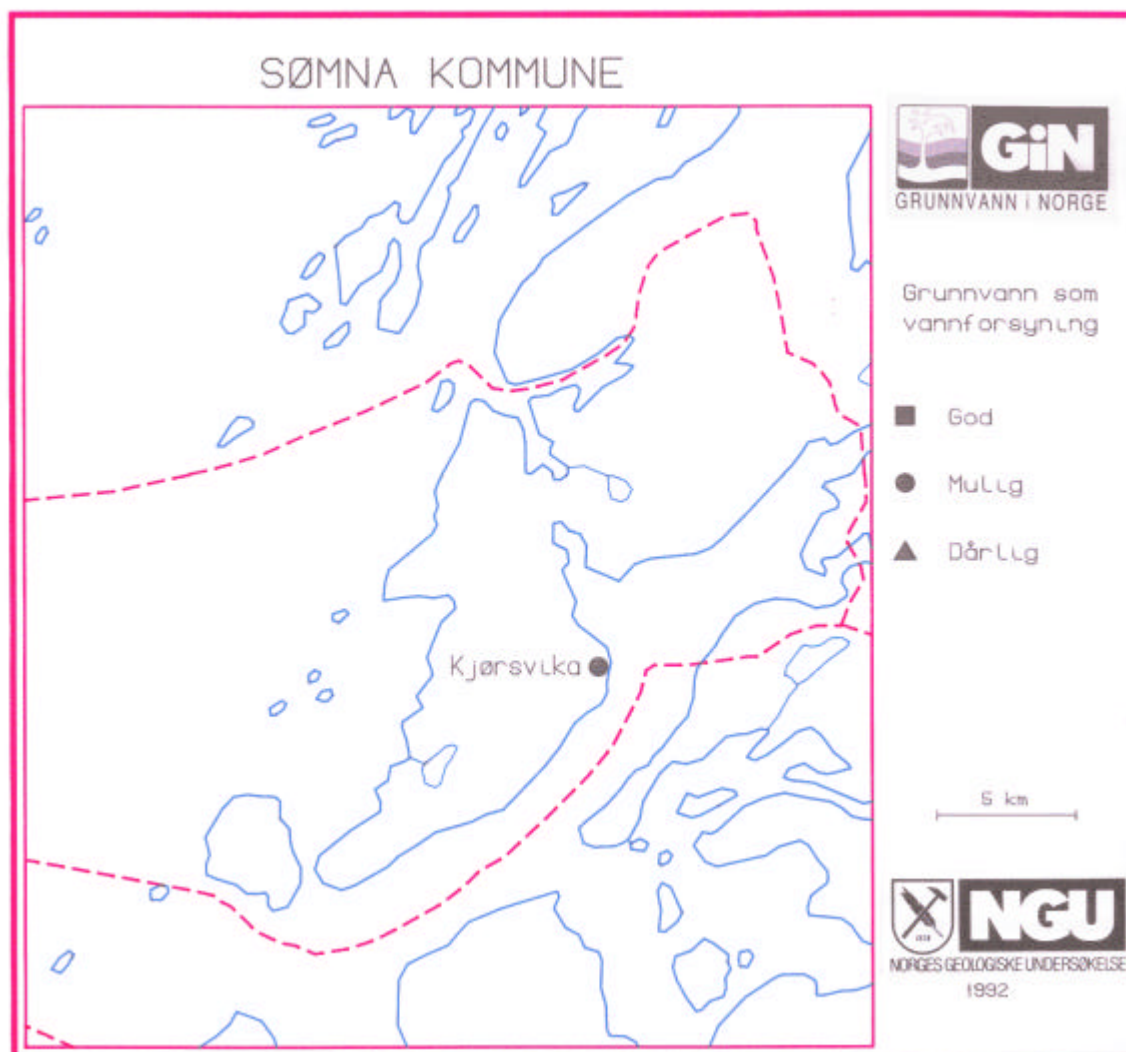 SØMNA KOMMUNE
GiN
GRUNNVANN i NORGE
Grunnvann som
vannforsyning
God
Mulig
Dårlig
Kjørsvika
5 km
NGU
NORGES GEOLOGISKE UNDERSØKELSE
1992